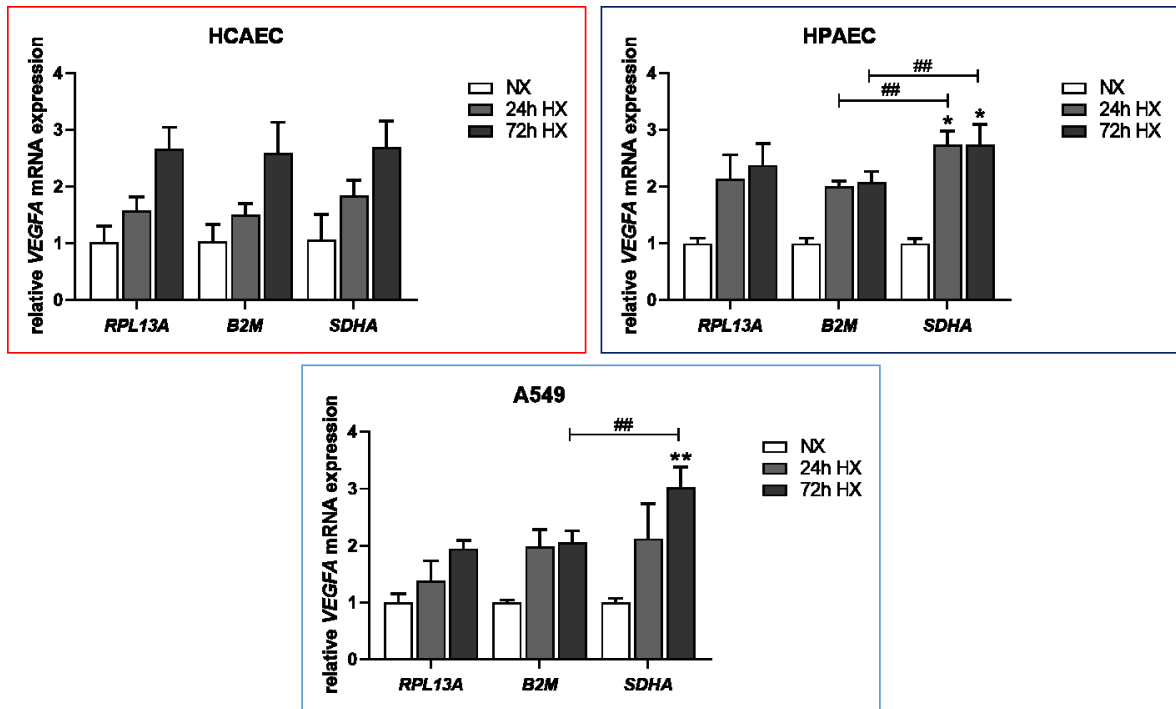 HCAEC
relative VEGFA mRNA expression
4
3
2
1
0
RPL13A B2M SDHA
NX
24h HX
72h HX
HPAEC
relative VEGFA mRNA expression
4
3
2
1
0
##
##
* *
RPL13A B2M SDHA
NX
24h HX
72h HX
A549
relative VEGFA mRNA expression
4
3
2
1
0
##
**
RPL13A B2M SDHA
NX
24h HX
72h HX